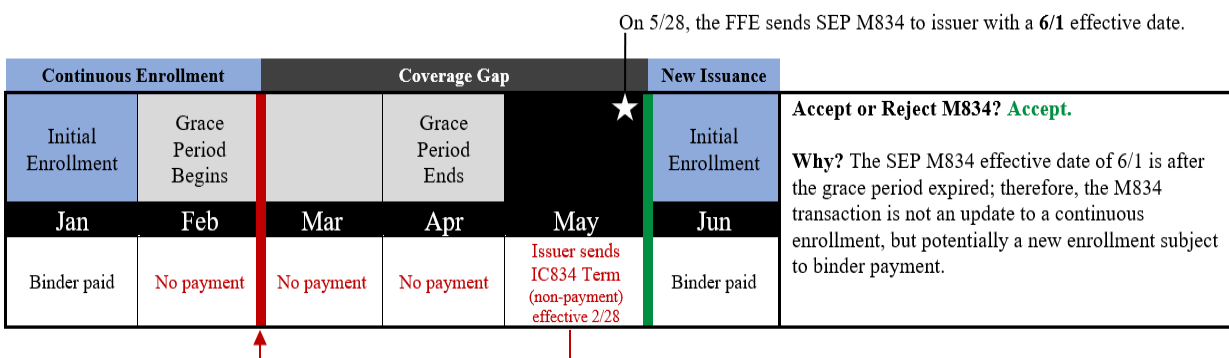 On 5/28, the FFE sends SEP M834 to issuer with a 6/1 effective date.
Continuous Enrollment
Coverage Gap
New Issuance
Initial
Enrollment
Grace
Period
Begins
Grace
Period
Ends
Initial
Enrollment
Jan
Feb
Mar
Apr
May
Jun
Binder paid
No payment
No payment
No payment
Issuer sends
IC834 Term
(non-payment)
effective 2/28
Binder paid
Accept or Reject M834? Accept.
Why? The SEP M834 effective date of 6/1 is after
the grace period expired; therefore, the M834
transaction is not an update to a continuous
enrollment, but potentially a new enrollment subject
to binder payment.